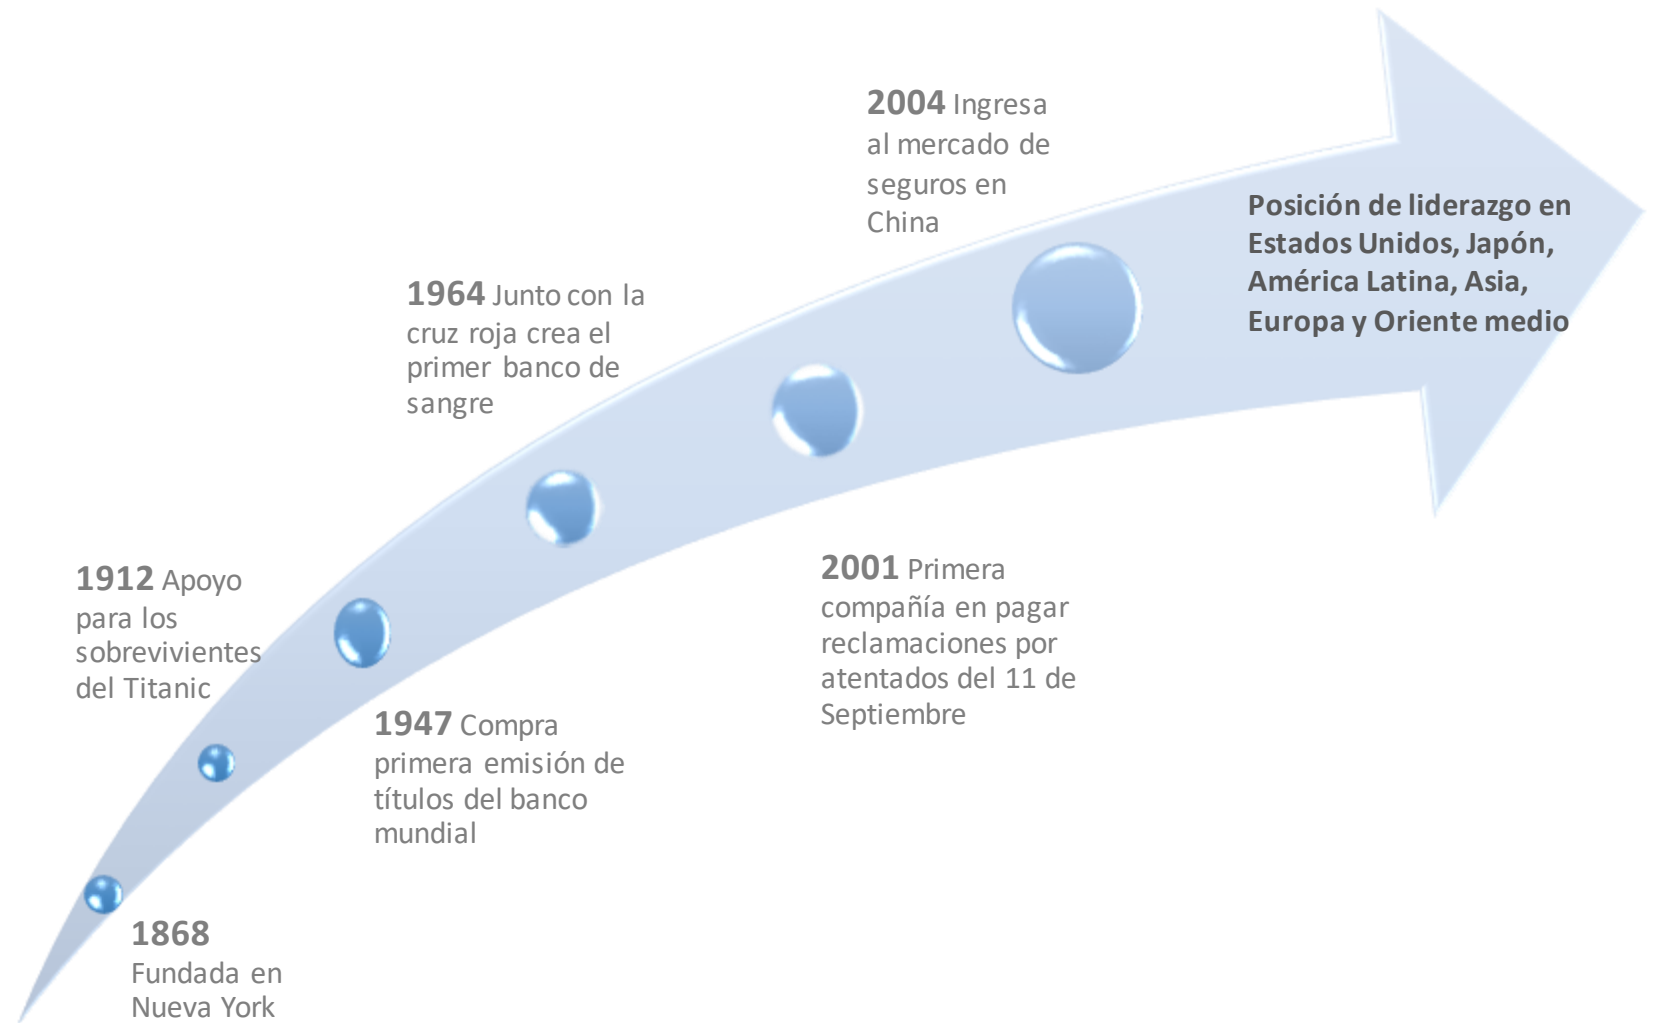 2004 Ingresa
al mercado de
seguros en
China
Posición de liderazgo en
Estados Unidos, Japón,
América Latina, Asia,
Europa y Oriente medio
1964 Junto con la
cruz roja crea el
primer banco de
sangre
1912 Apoyo
para los
sobrevivientes
del Titanic
2001 Primera
compañía en pagar
reclamaciones por
atentados del 11 de
Septiembre
1947 Compra
primera emisión de
títulos del banco
mundial
1868
Fundada en
Nueva York